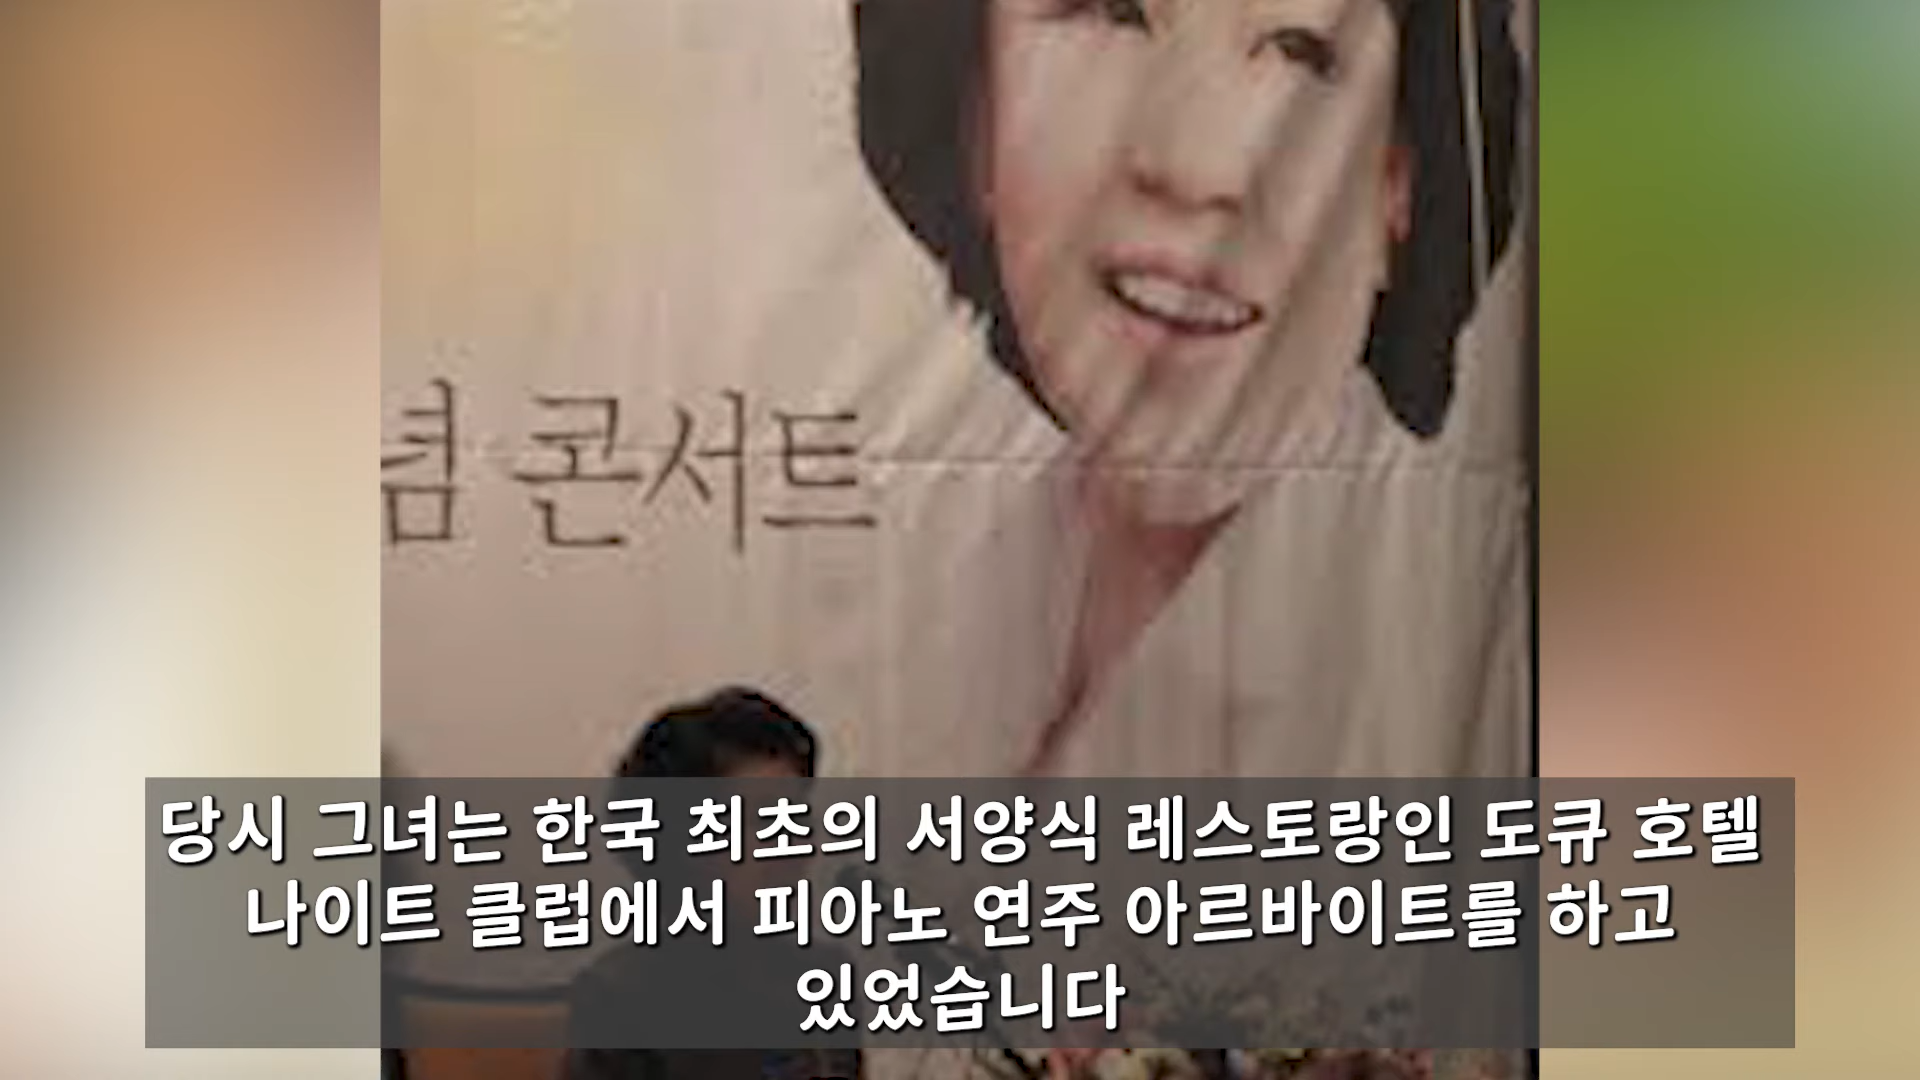 념 콘서트
당시 그녀는 한국 최초의 서양식 레스토랑인 도큐 호텔
나이트 클럽에서 피아노 연주 아르바이트를 하고
있었습니다